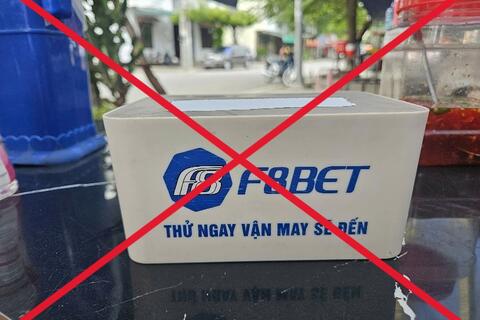 F8BET
THỬ NGAY VẬN MAY SẼ ĐẾN